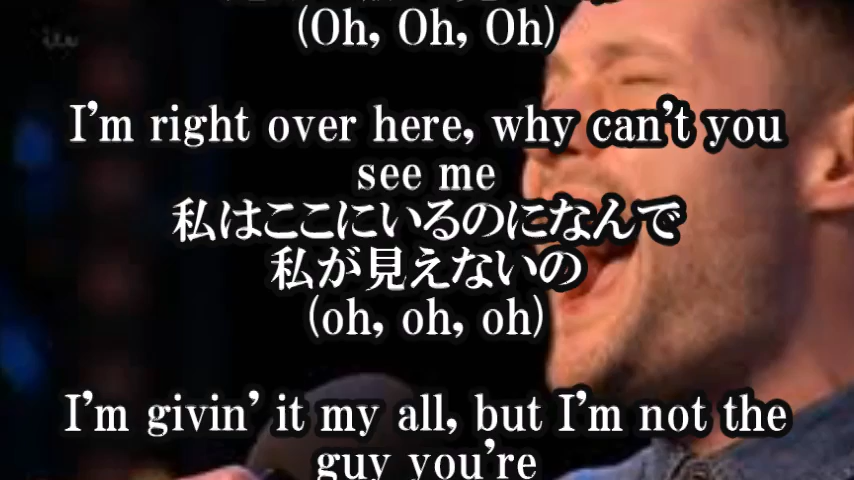 itv
(Oh, Oh, Oh)
I'm right over here, why can't you
see me
私はここにいるのになんで
私が見えないの
(oh, oh, oh)
I'm givin' it my all, but I'm not the
guy you're